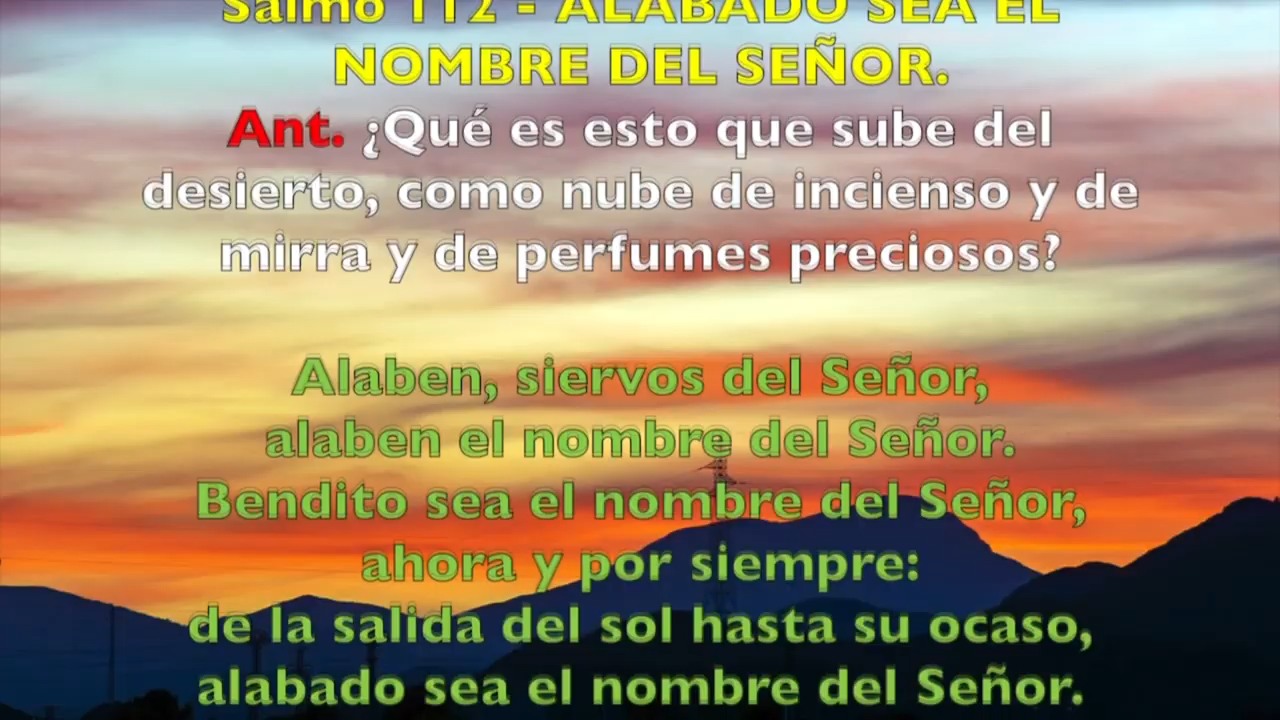 Salmo 112 - ALABADO SEA EL
NOMBRE DEL SEÑOR.
Ant. ¿Qué es esto que sube del
desierto, como nube de incienso y de
mirra y de perfumes preciosos?
Alaben, siervos del Señor,
alaben el nombre del Señor.
Bendito sea el nombre del Señor,
ahora y por siempre:
de la salida del sol hasta su ocaso,
alabado sea el nombre del Señor.